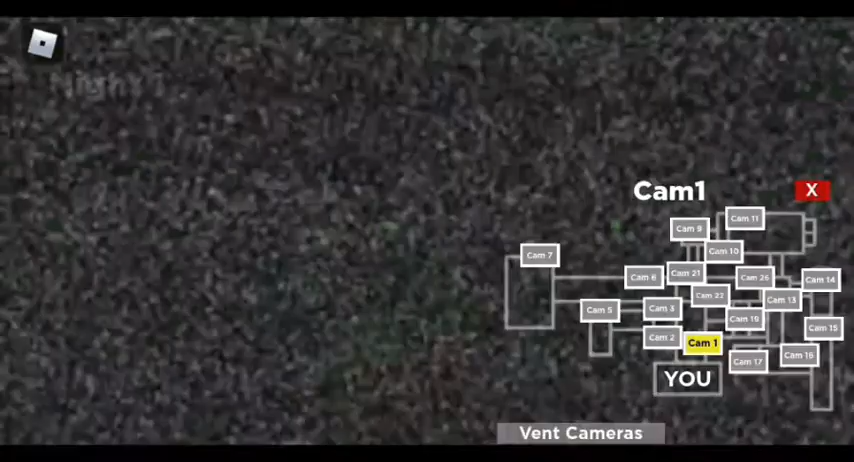 Night 1
Cam1
X
Cam 11
Cam 9
Cam 10
Cam 7
Cam 6
Cam 21
Cam 26
Cam 14
Cam 22
Cam 13
Cam 5
Cam 3
Cam 19
Cam 15
Cam 2
Cam 1
Cam 17
Cam 16
YOU
Vent Cameras